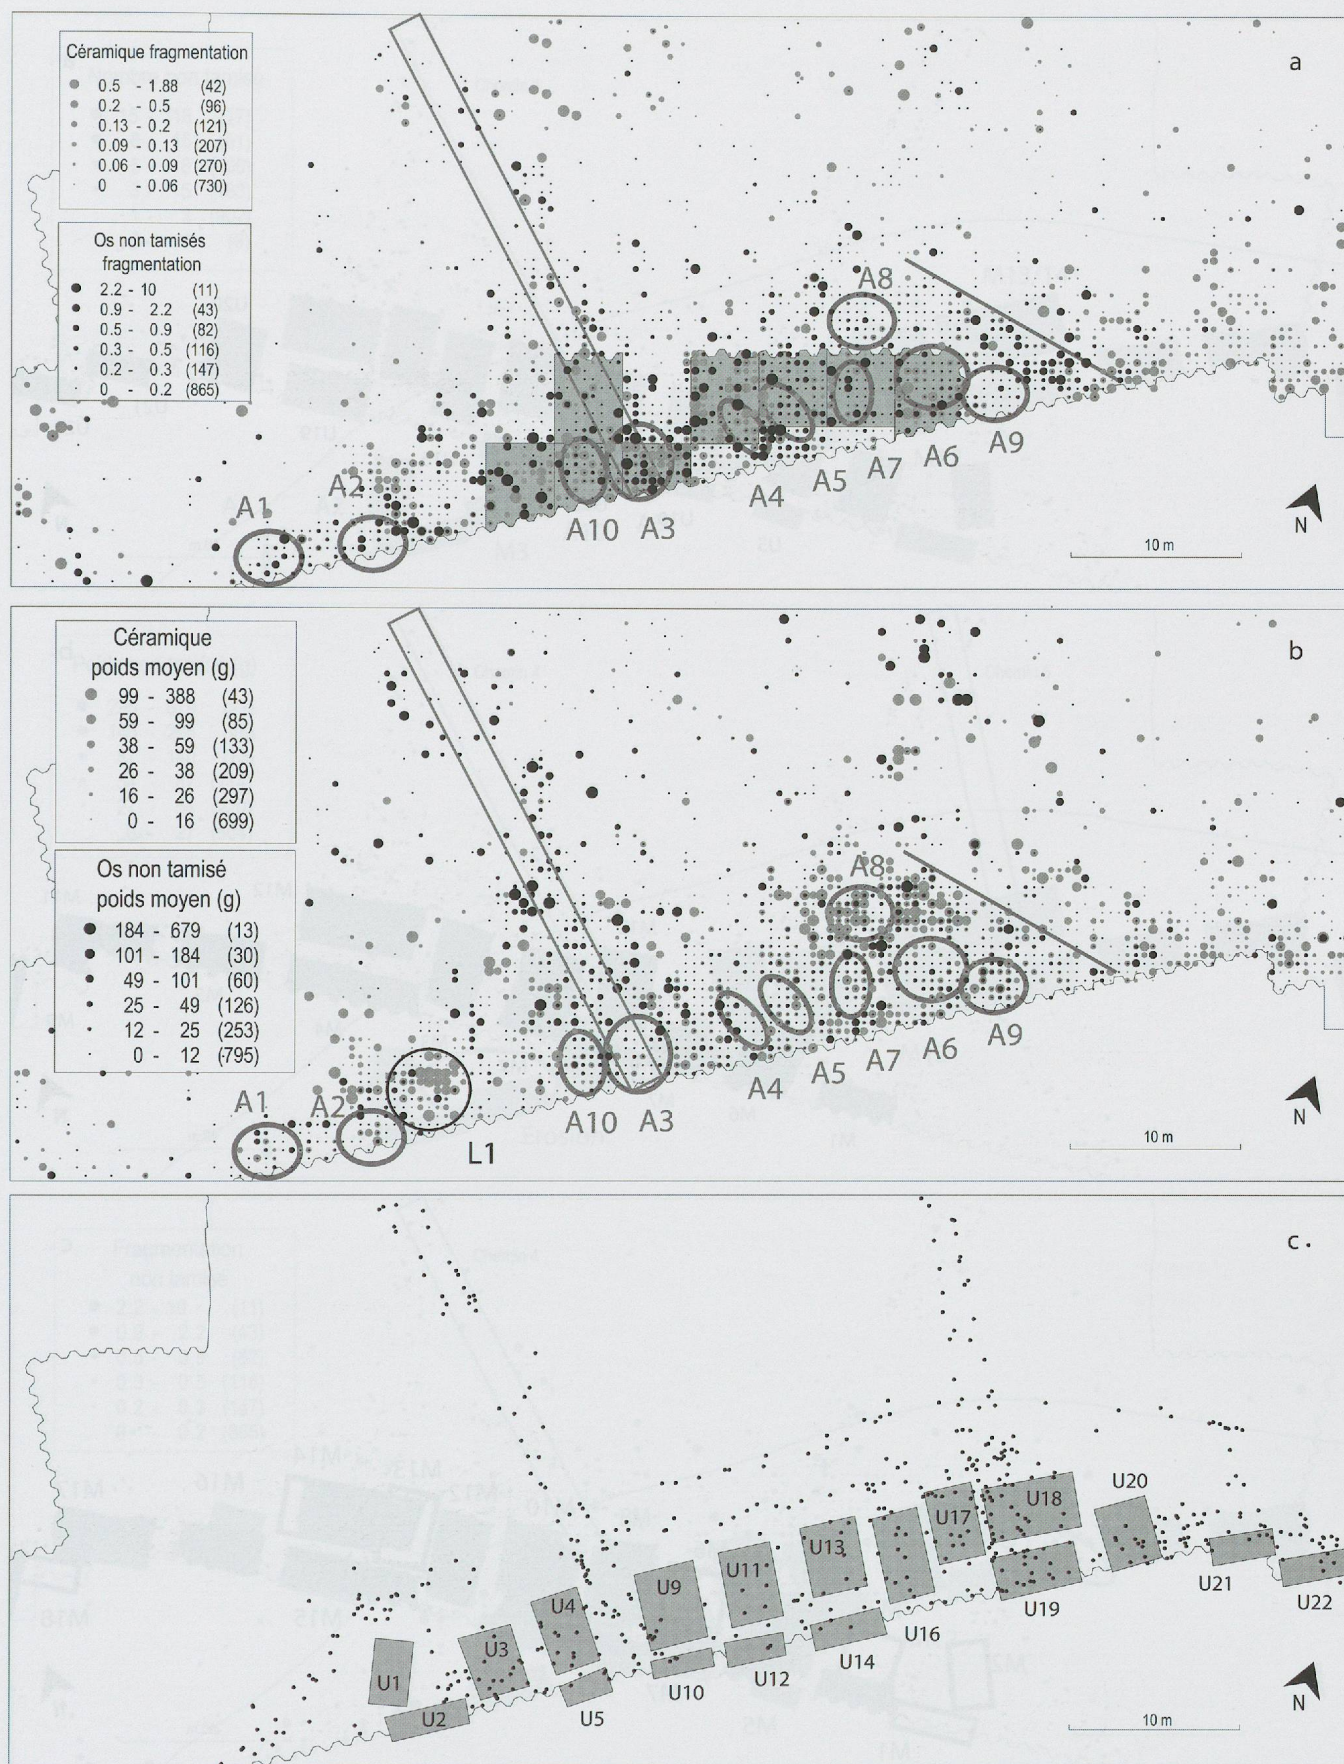 a
Céramique fragmentation
0.5 - 1.88 (42)
0.2 - 0.5 (96)
0.13 - 0.2 (121)
0.09 - 0.13 (207)
0.06 - 0.09 (270)
0 - 0.06 (730)
Os non tamisés
fragmentation
2.2 - 10 (11)
0.9 - 2.2 (43)
0.5 - 0.9 (82)
0.3 - 0.5 (116)
0.2 - 0.3 (147)
0 - 0.2 (865)
A8
A1
A2
A10
A3
A4
A5
A7
A6
A9
N
10 m
b
Céramique
poids moyen (g)
99 - 388 (43)
59 - 99 (85)
38 - 59 (133)
26 - 38 (209)
16 - 26 (297)
0 - 16 (699)
Os non tamisé
poids moyen (g)
184 - 679 (13)
101 - 184 (30)
49 - 101 (60)
25 - 49 (126)
12 - 25 (253)
0 - 12 (795)
A8
A1
A2
L1
A10
A3
A4
A5
A7
A6
A9
N
10 m
c.
U1
U2
U3
U4
U5
U9
U10
U11
U12
U13
U14
U16
U17
U18
U19
U20
U21
U22
N
10 m